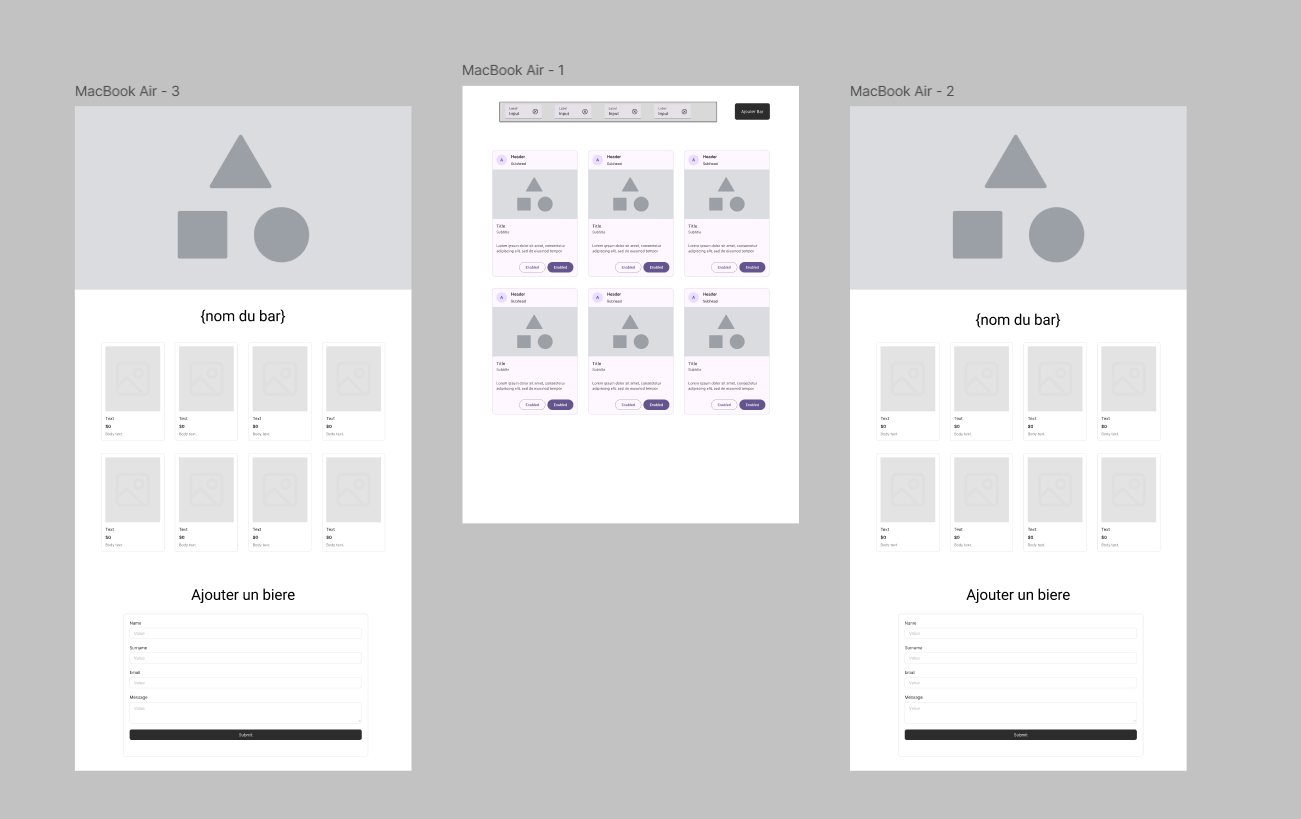 MacBook Air - 3
{nom du bar}
Text
$0
Body text.
Text
$0
Body text.
Text
$0
Body text.
Text
$0
Body text.
Text
$0
Body text.
Text
$0
Body text.
Text
$0
Body text.
Text
$0
Body text.
Ajouter un biere
Name
Value
Surname
Value
Email
Value
Message
Value
Submit
MacBook Air - 1
Label
Input
Label
Input
Label
Input
Label
Input
Ajouter Bar
A
Header
Subhead
Title
Subtitle
Lorem ipsum dolor sit amet, consectetur
adipiscing elit, sed do eiusmod tempor
Enabled
Enabled
A
Header
Subhead
Title
Subtitle
Lorem ipsum dolor sit amet, consectetur
adipiscing elit, sed do eiusmod tempor
Enabled
Enabled
A
Header
Subhead
Title
Subtitle
Lorem ipsum dolor sit amet, consectetur
adipiscing elit, sed do eiusmod tempor
Enabled
Enabled
A
Header
Subhead
Title
Subtitle
Lorem ipsum dolor sit amet, consectetur
adipiscing elit, sed do eiusmod tempor
Enabled
Enabled
A
Header
Subhead
Title
Subtitle
Lorem ipsum dolor sit amet, consectetur
adipiscing elit, sed do eiusmod tempor
Enabled
Enabled
A
Header
Subhead
Title
Subtitle
Lorem ipsum dolor sit amet, consectetur
adipiscing elit, sed do eiusmod tempor
Enabled
Enabled
MacBook Air - 2
{nom du bar}
Text
$0
Body text.
Text
$0
Body text.
Text
$0
Body text.
Text
$0
Body text.
Text
$0
Body text.
Text
$0
Body text.
Text
$0
Body text.
Text
$0
Body text.
Ajouter un biere
Name
Value
Surname
Value
Email
Value
Message
Value
Submit